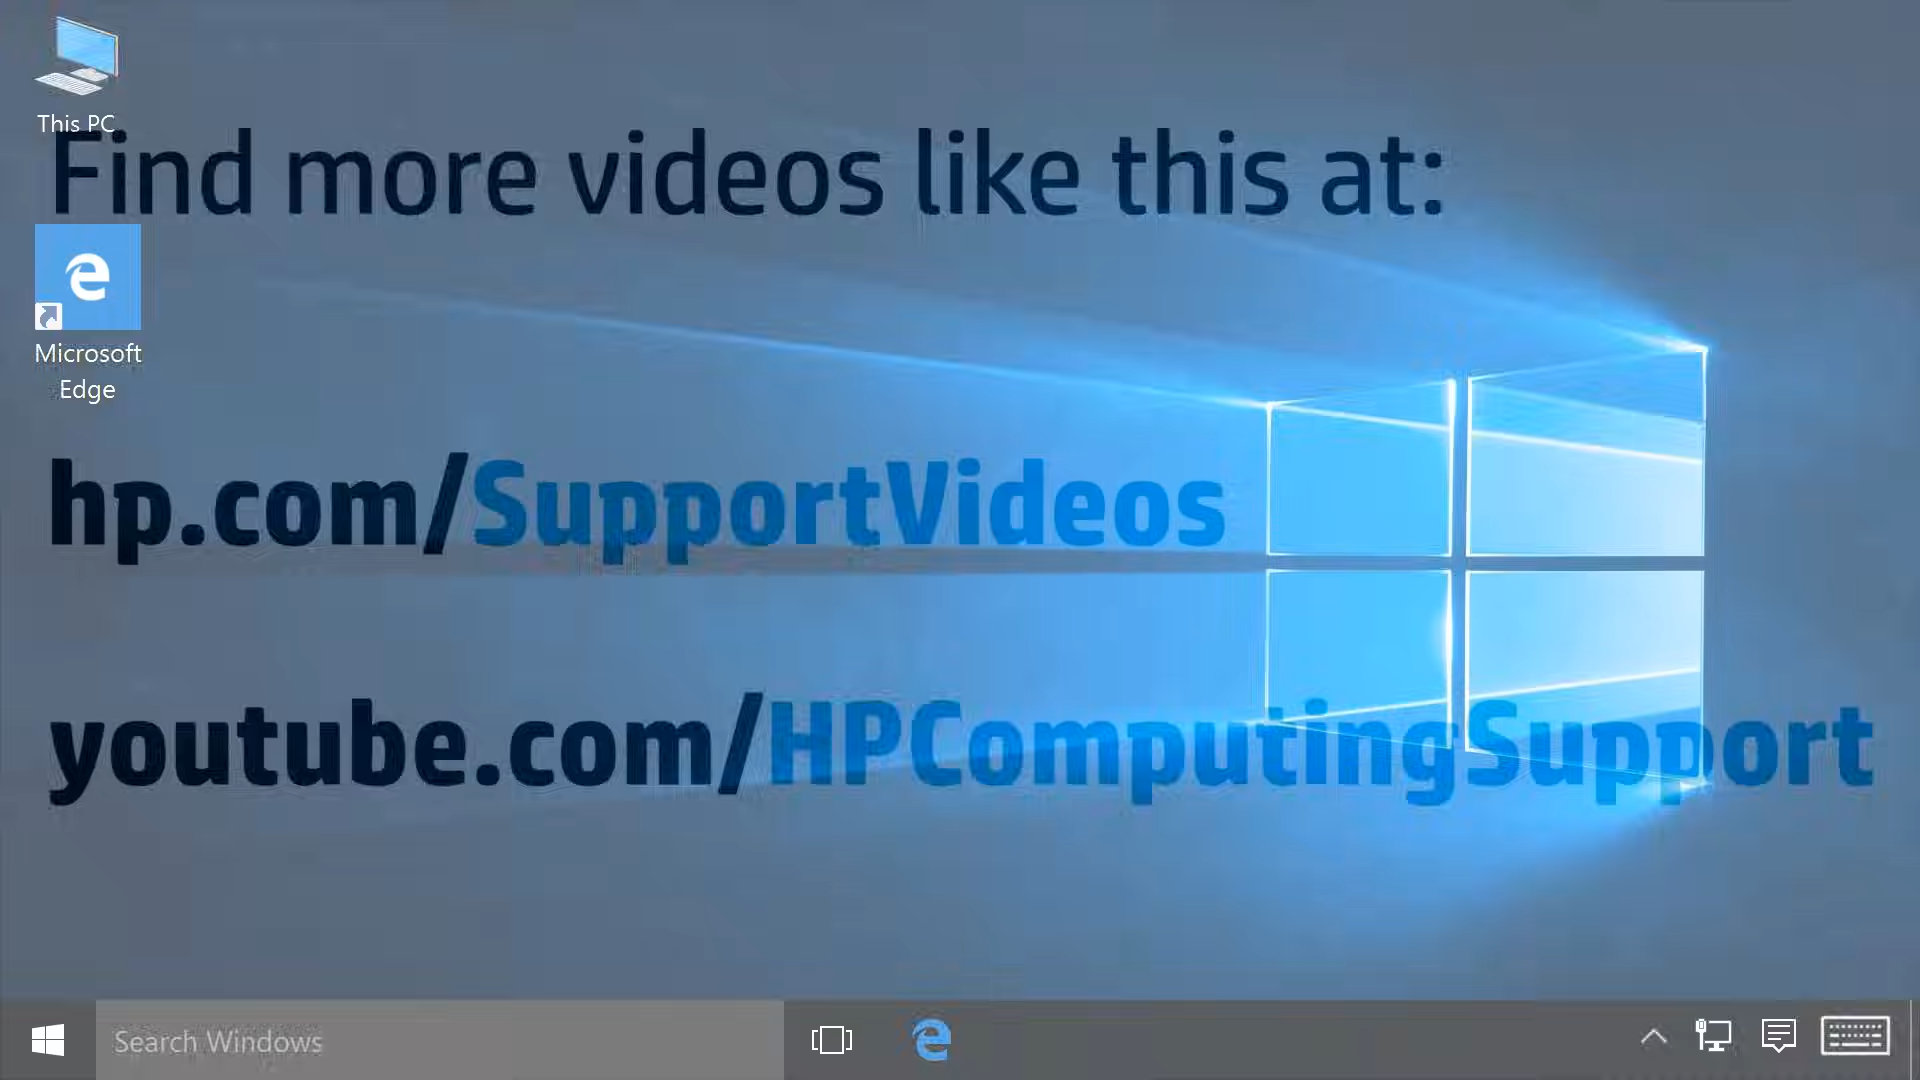 This PC
Find more videos like this at:
Microsoft
Edge
hp.com/SupportVideos
youtube.com/HPComputingSupport
Search Windows